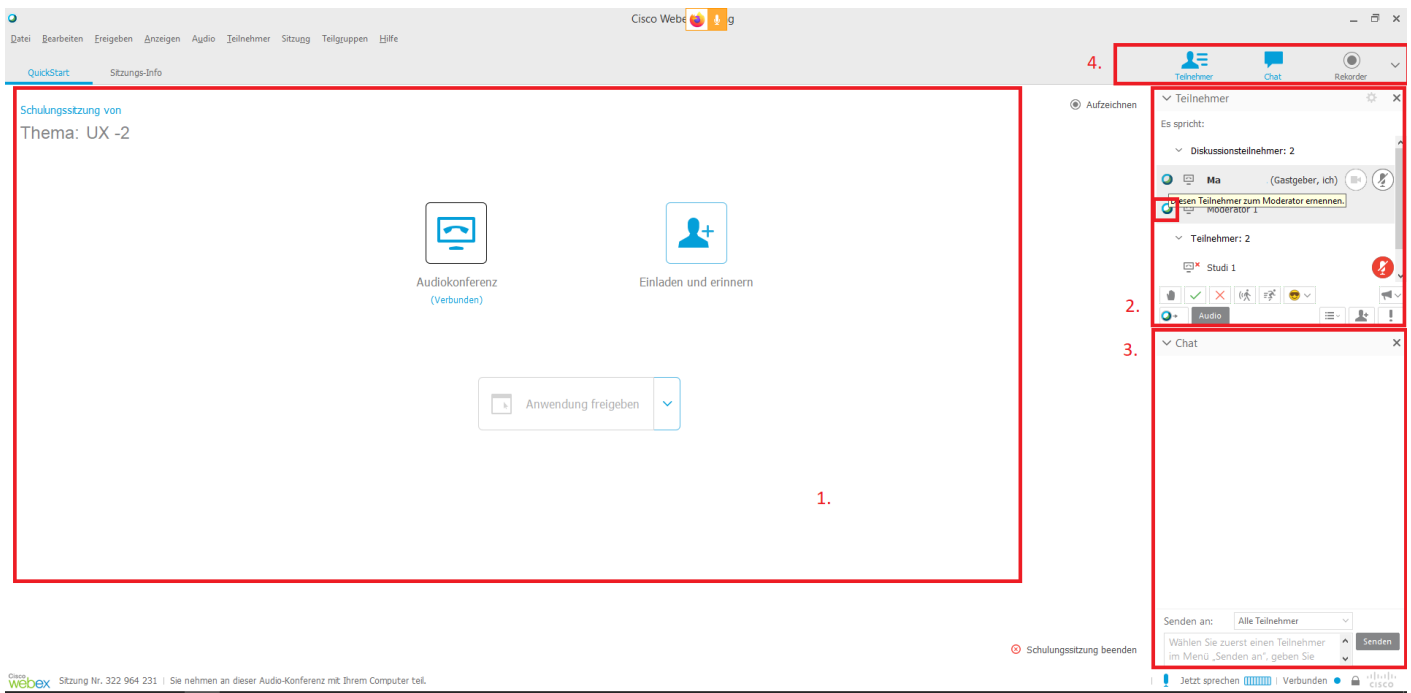 Cisco Webe g
Datei Bearbeiten Freigeben Anzeigen Audio Teilnehmer Sitzung Teilgruppen Hilfe
QuickStart Sitzungs-Info
4.
Teilnehmer Chat Rekorder
Schulungssitzung von
Thema: UX -2
Aufzeichnen
Audiokonferenz
(Verbunden)
Einladen und erinnern
Anwendung freigeben
1.
Schulungssitzung beenden
Teilnehmer
Es spricht:
Diskussionsteilnehmer: 2
Ma (Gastgeber, ich)
Diesen Teilnehmer zum Moderator ernennen.
Moderator 1
Teilnehmer: 2
Studi 1
2.
Audio
3.
Chat
Senden an: Alle Teilnehmer
Wählen Sie zuerst einen Teilnehmer
im Menü „Senden an“, geben Sie
Senden
Cisco webex Sitzung Nr. 322 964 231 | Sie nehmen an dieser Audio-Konferenz mit Ihrem Computer teil.
Jetzt sprechen | Verbunden
CISCO